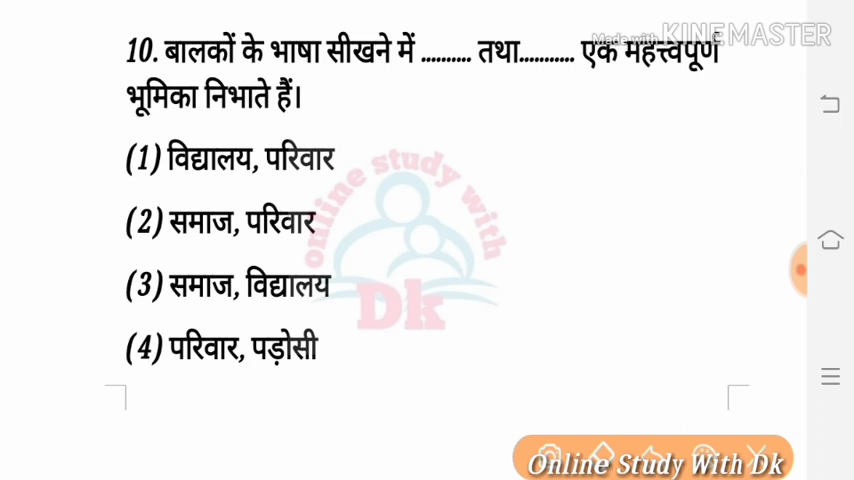 Made with KINEMASTER
10. बालकों के भाषा सीखने में .......... तथा........... एक महत्त्वपूर्ण
भूमिका निभाते हैं।
(1) विद्यालय, परिवार
(2) समाज, परिवार
(3) समाज, विद्यालय
(4) परिवार, पड़ोसी
online study with
Dk
Online Study With Dk